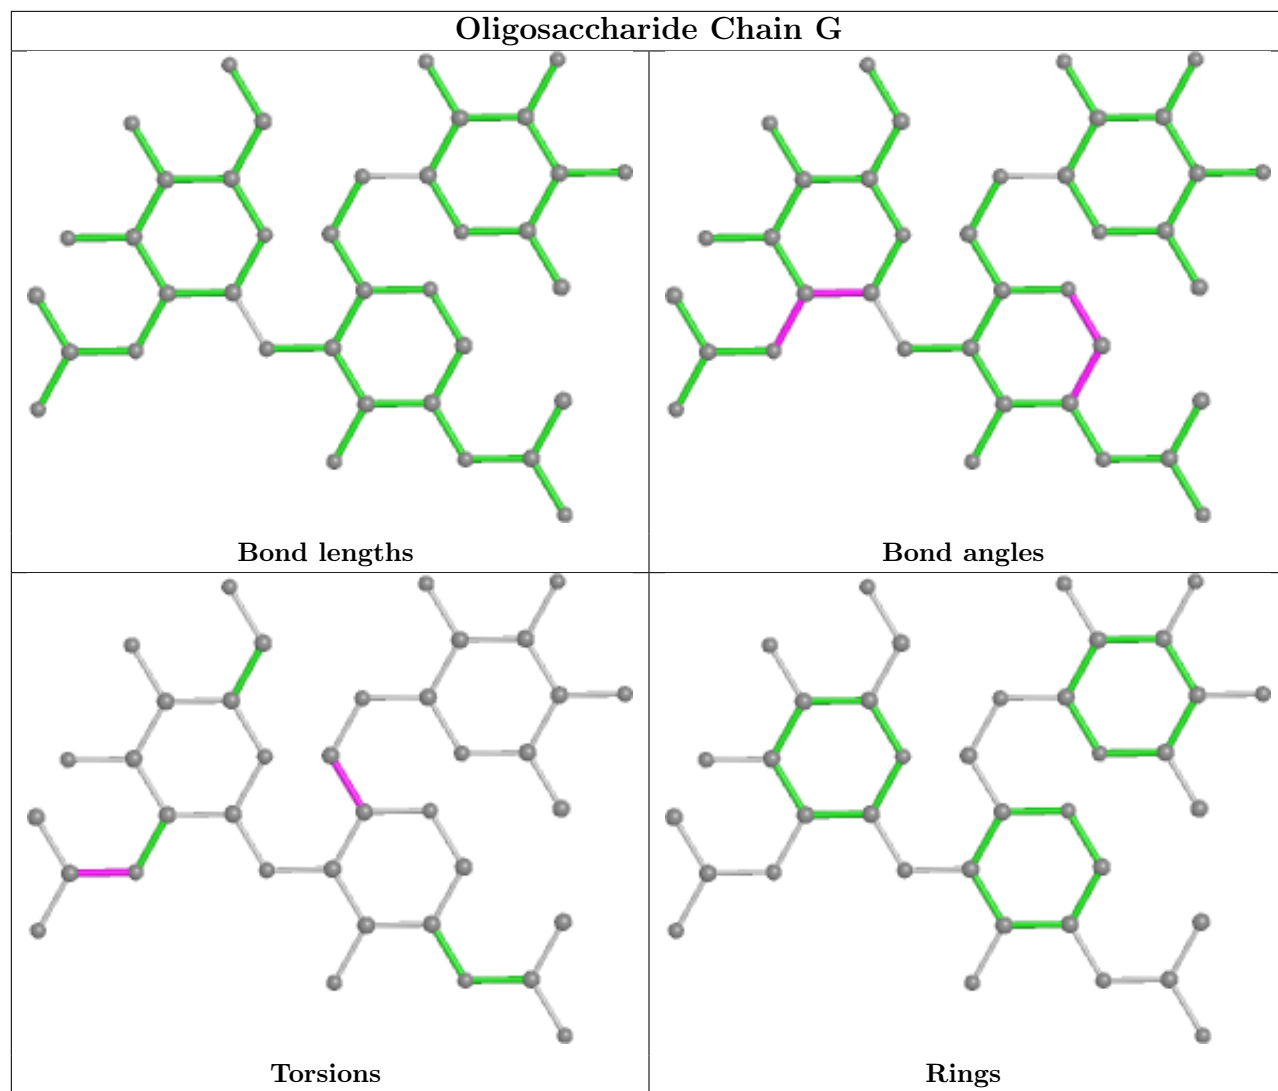 Oligosaccharide Chain G
Bond lengths
Bond angles
Torsions
Rings